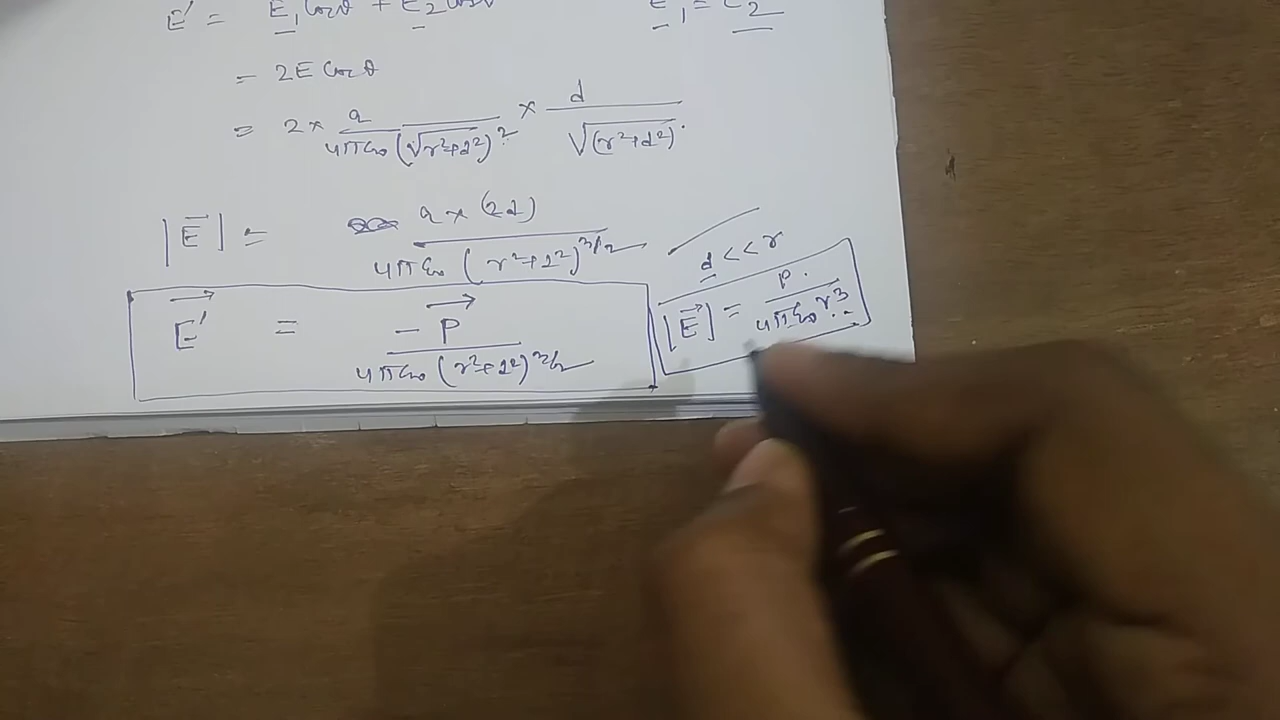 E' = E₁ Cosθ + E₂ Cosθ E₁ = E₂
= 2E Cosθ
= 2 × q / 4πε₀ (√r²+d²)² × d / √(r²+d²)
|E⃗| = q × (2d) / 4πε₀ (r²+d²)^3/2
d << r
E⃗' = −P⃗ / 4πε₀ (r²+d²)^3/2
|E⃗| = P / 4πε₀ r³